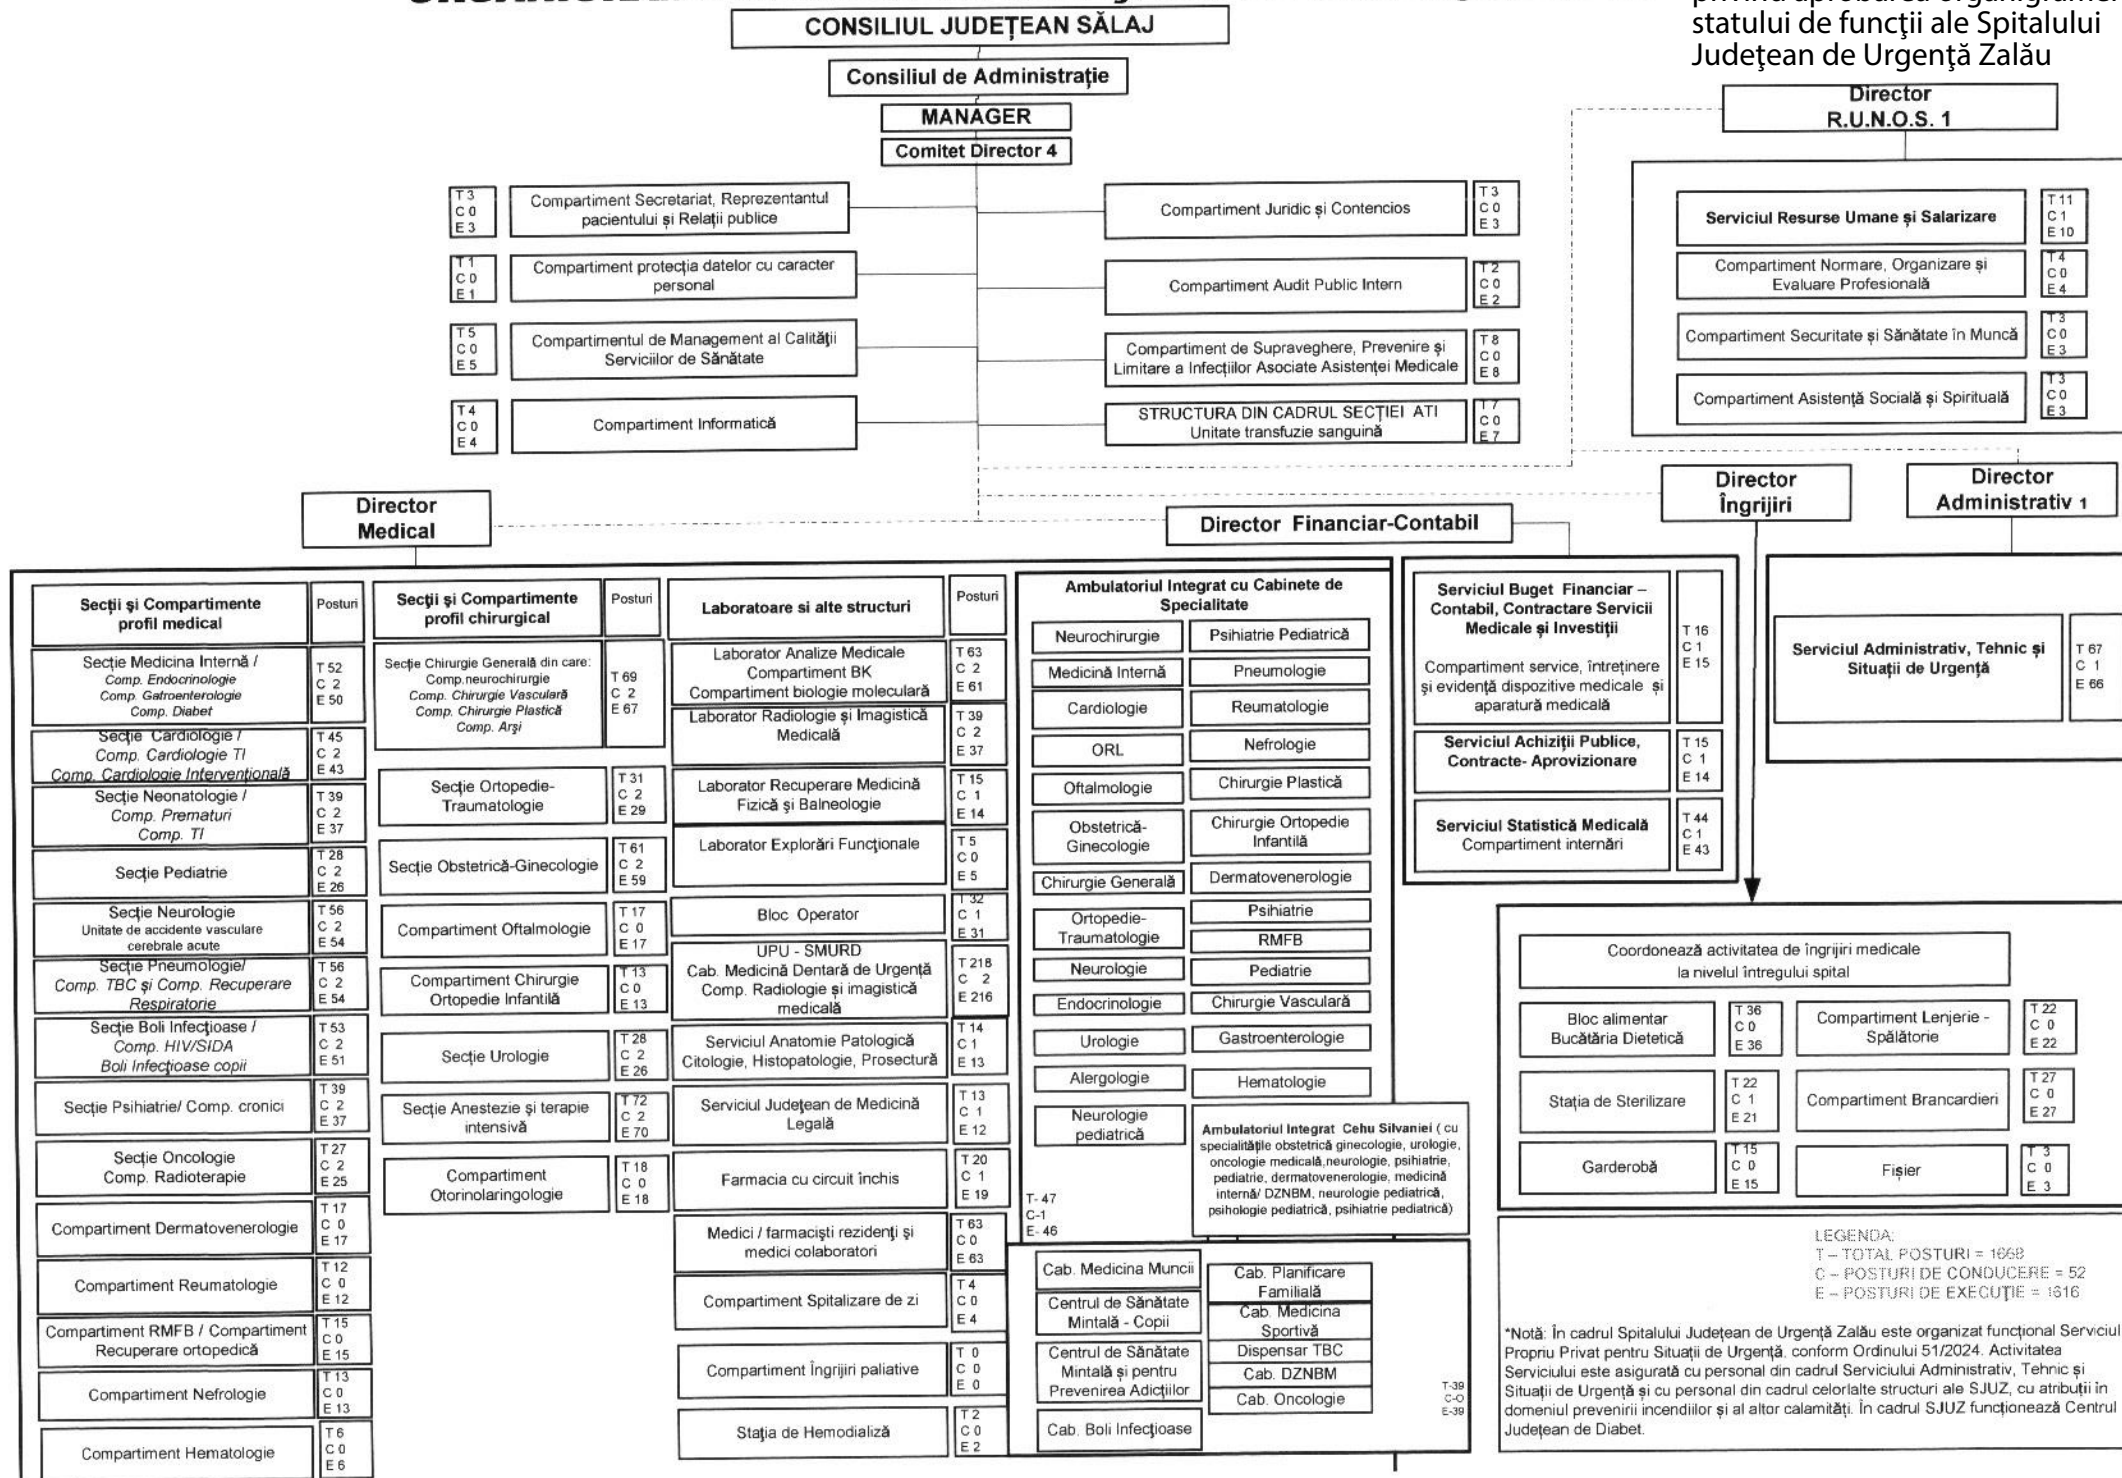 privind aprobarea organigramei
statului de funcţii ale Spitalului
Judeţean de Urgenţă Zalău
CONSILIUL JUDEȚEAN SĂLAJ
Consiliul de Administrație
MANAGER
Comitet Director 4
Director
R.U.N.O.S. 1
T 3
C 0
E 3
Compartiment Secretariat, Reprezentantul
pacientului și Relații publice
Compartiment Juridic și Contencios
T 3
C 0
E 3
T 1
C 0
E 1
Compartiment protecția datelor cu caracter
personal
Compartiment Audit Public Intern
T 2
C 0
E 2
T 5
C 0
E 5
Compartimentul de Management al Calității
Serviciilor de Sănătate
Compartiment de Supraveghere, Prevenire și
Limitare a Infecțiilor Asociate Asistenței Medicale
T 8
C 0
E 8
T 4
C 0
E 4
Compartiment Informatică
STRUCTURA DIN CADRUL SECȚIEI ATI
Unitate transfuzie sanguină
T 7
C 0
E 7
Serviciul Resurse Umane și Salarizare
T 11
C 1
E 10
Compartiment Normare, Organizare și
Evaluare Profesională
T 4
C 0
E 4
Compartiment Securitate și Sănătate în Muncă
T 3
C 0
E 3
Compartiment Asistență Socială și Spirituală
T 3
C 0
E 3
Director
Medical
Director Financiar-Contabil
Director
Îngrijiri
Director
Administrativ 1
Secții și Compartimente
profil medical
Posturi
Secție Medicina Internă /
Comp. Endocrinologie
Comp. Gatroenterologie
Comp. Diabet
T 52
C 2
E 50
Secție Cardiologie /
Comp. Cardiologie TI
Comp. Cardiologie Intervențională
T 45
C 2
E 43
Secție Neonatologie /
Comp. Prematuri
Comp. TI
T 39
C 2
E 37
Secție Pediatrie
T 28
C 2
E 26
Secție Neurologie
Unitate de accidente vasculare
cerebrale acute
T 56
C 2
E 54
Secție Pneumologie/
Comp. TBC și Comp. Recuperare
Respiratorie
T 56
C 2
E 54
Secție Boli Infecțioase /
Comp. HIV/SIDA
Boli Infecțioase copii
T 53
C 2
E 51
Secție Psihiatrie/ Comp. cronici
T 39
C 2
E 37
Secție Oncologie
Comp. Radioterapie
T 27
C 2
E 25
Compartiment Dermatovenerologie
T 17
C 0
E 17
Compartiment Reumatologie
T 12
C 0
E 12
Compartiment RMFB / Compartiment
Recuperare ortopedică
T 15
C 0
E 15
Compartiment Nefrologie
T 13
C 0
E 13
Compartiment Hematologie
T 6
C 0
E 6
Secții și Compartimente
profil chirurgical
Posturi
Secție Chirurgie Generală din care:
Comp.neurochirurgie
Comp. Chirurgie Vasculară
Comp. Chirurgie Plastică
Comp. Arși
T 69
C 2
E 67
Secție Ortopedie-
Traumatologie
T 31
C 2
E 29
Secție Obstetrică-Ginecologie
T 61
C 2
E 59
Compartiment Oftalmologie
T 17
C 0
E 17
Compartiment Chirurgie
Ortopedie Infantilă
T 13
C 0
E 13
Secție Urologie
T 28
C 2
E 26
Secție Anestezie și terapie
intensivă
T 72
C 2
E 70
Compartiment
Otorinolaringologie
T 18
C 0
E 18
Laboratoare si alte structuri
Posturi
Laborator Analize Medicale
Compartiment BK
Compartiment biologie moleculară
T 63
C 2
E 61
Laborator Radiologie și Imagistică
Medicală
T 39
C 2
E 37
Laborator Recuperare Medicină
Fizică și Balneologie
T 15
C 1
E 14
Laborator Explorări Funcționale
T 5
C 0
E 5
Bloc Operator
T 32
C 1
E 31
UPU - SMURD
Cab. Medicină Dentară de Urgență
Comp. Radiologie și imagistică
medicală
T 218
C 2
E 216
Serviciul Anatomie Patologică
Citologie, Histopatologie, Prosectură
T 14
C 1
E 13
Serviciul Județean de Medicină
Legală
T 13
C 1
E 12
Farmacia cu circuit închis
T 20
C 1
E 19
Medici / farmaciști rezidenți și
medici colaboratori
T 63
C 0
E 63
Compartiment Spitalizare de zi
T 4
C 0
E 4
Compartiment Îngrijiri paliative
T 0
C 0
E 0
Stația de Hemodializă
T 2
C 0
E 2
Ambulatoriul Integrat cu Cabinete de
Specialitate
Neurochirurgie
Psihiatrie Pediatrică
Medicină Internă
Pneumologie
Cardiologie
Reumatologie
ORL
Nefrologie
Oftalmologie
Chirurgie Plastică
Obstetrică-
Ginecologie
Chirurgie Ortopedie
Infantilă
Chirurgie Generală
Dermatovenerologie
Ortopedie-
Traumatologie
Psihiatrie
RMFB
Neurologie
Pediatrie
Endocrinologie
Chirurgie Vasculară
Urologie
Gastroenterologie
Alergologie
Hematologie
Neurologie
pediatrică
Ambulatoriul Integrat Cehu Silvaniei ( cu
specialitățile obstetrică ginecologie, urologie,
oncologie medicală,neurologie, psihiatrie,
pediatrie, dermatovenerologie, medicină
internă/ DZNBM, neurologie pediatrică,
psihologie pediatrică, psihiatrie pediatrică)
T- 47
C-1
E- 46
Cab. Medicina Muncii
Cab. Planificare
Familială
Centrul de Sănătate
Mintală - Copii
Cab. Medicina
Sportivă
Centrul de Sănătate
Mintală și pentru
Prevenirea Adicțiilor
Dispensar TBC
Cab. DZNBM
Cab. Oncologie
Cab. Boli Infecțioase
T-39
C-O
E-39
Serviciul Buget Financiar –
Contabil, Contractare Servicii
Medicale și Investiții
Compartiment service, întreținere
și evidență dispozitive medicale și
aparatură medicală
T 16
C 1
E 15
Serviciul Achiziții Publice,
Contracte- Aprovizionare
T 15
C 1
E 14
Serviciul Statistică Medicală
Compartiment internări
T 44
C 1
E 43
Serviciul Administrativ, Tehnic și
Situații de Urgență
T 67
C 1
E 66
Coordonează activitatea de îngrijiri medicale
la nivelul întregului spital
Bloc alimentar
Bucătăria Dietetică
T 36
C 0
E 36
Compartiment Lenjerie -
Spălătorie
T 22
C 0
E 22
Stația de Sterilizare
T 22
C 1
E 21
Compartiment Brancardieri
T 27
C 0
E 27
Garderobă
T 15
C 0
E 15
Fișier
T 3
C 0
E 3
LEGENDA:
T – TOTAL POSTURI = 1668
C – POSTURI DE CONDUCERE = 52
E – POSTURI DE EXECUȚIE = 1616
*Notă: În cadrul Spitalului Județean de Urgență Zalău este organizat funcțional Serviciul
Propriu Privat pentru Situații de Urgență, conform Ordinului 51/2024. Activitatea
Serviciului este asigurată cu personal din cadrul Serviciului Administrativ, Tehnic și
Situații de Urgență și cu personal din cadrul celorlalte structuri ale SJUZ, cu atribuții în
domeniul prevenirii incendiilor și al altor calamități. În cadrul SJUZ funcționează Centrul
Județean de Diabet.